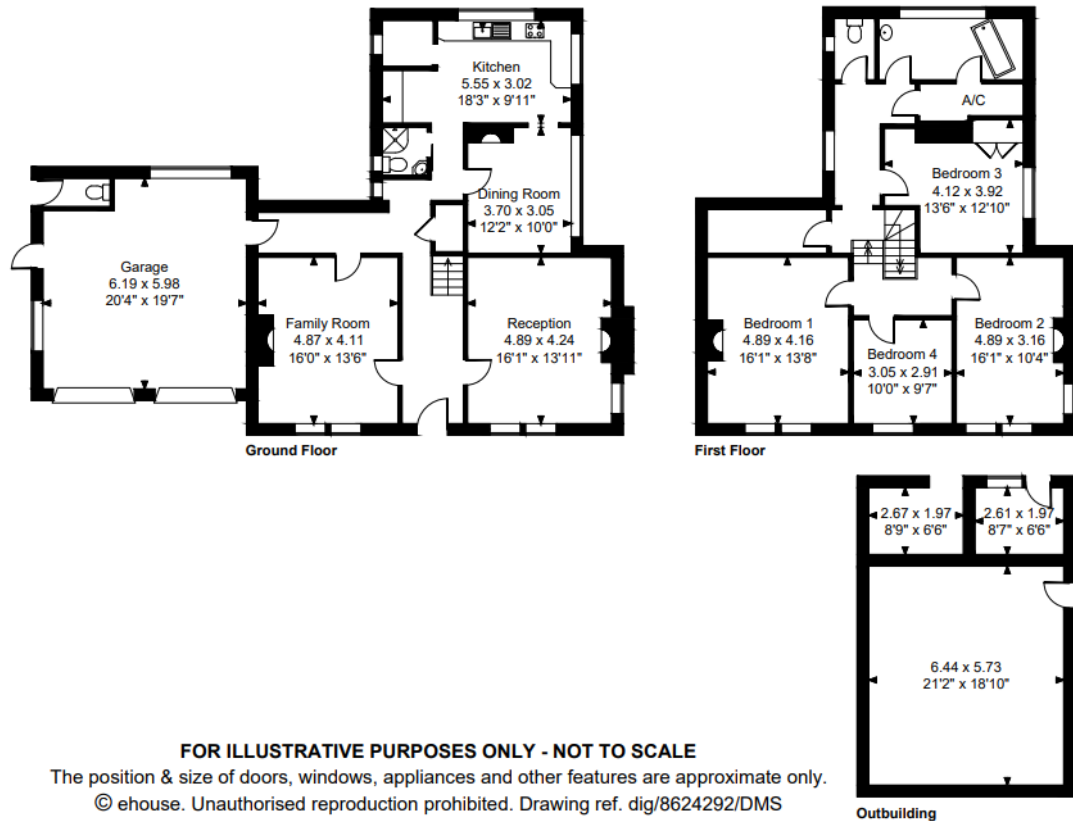 Kitchen
5.55 x 3.02
18'3" x 9'11"
Dining Room
3.70 x 3.05
12'2" x 10'0"
Garage
6.19 x 5.98
20'4" x 19'7"
Family Room
4.87 x 4.11
16'0" x 13'6"
Reception
4.89 x 4.24
16'1" x 13'11"
Ground Floor
A/C
Bedroom 3
4.12 x 3.92
13'6" x 12'10"
Bedroom 1
4.89 x 4.16
16'1" x 13'8"
Bedroom 4
3.05 x 2.91
10'0" x 9'7"
Bedroom 2
4.89 x 3.16
16'1" x 10'4"
First Floor
2.67 x 1.97
8'9" x 6'6"
2.61 x 1.97
8'7" x 6'6"
6.44 x 5.73
21'2" x 18'10"
Outbuilding
FOR ILLUSTRATIVE PURPOSES ONLY - NOT TO SCALE
The position & size of doors, windows, appliances and other features are approximate only.
© ehouse. Unauthorised reproduction prohibited. Drawing ref. dig/8624292/DMS